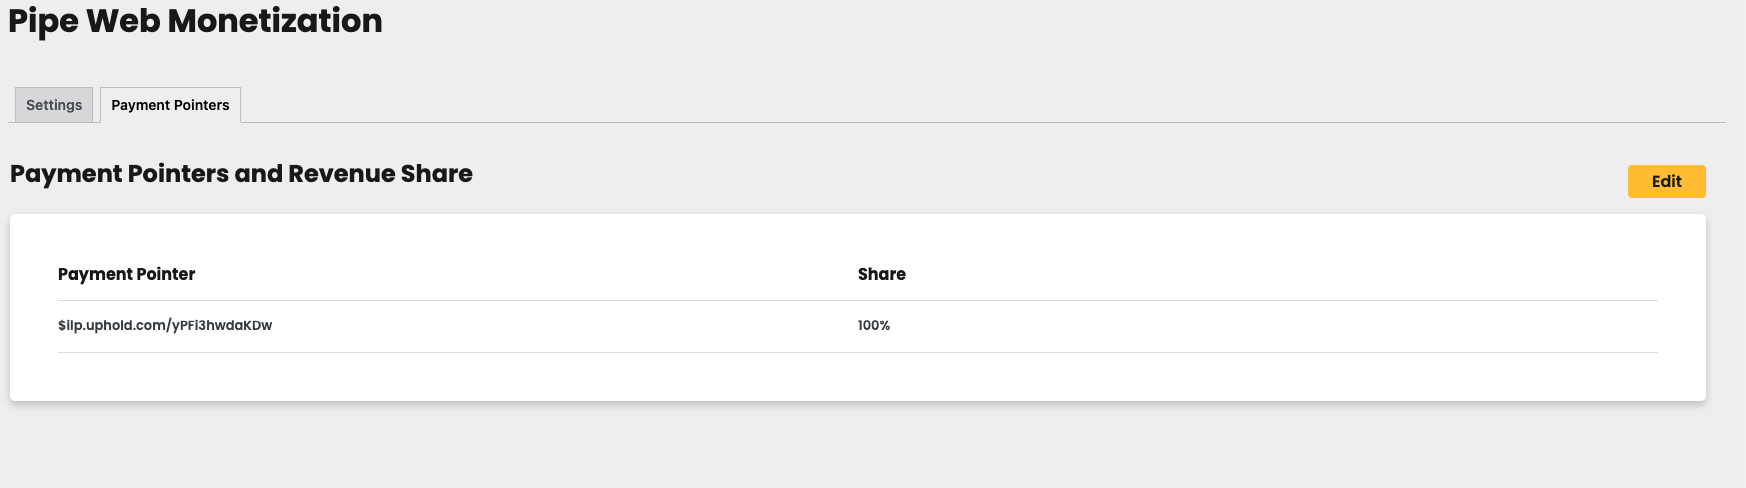 Pipe Web Monetization
Settings
Payment Pointers
Payment Pointers and Revenue Share
Edit
Payment Pointer Share
$ilp.uphold.com/yPFi3hwdaKDw 100%